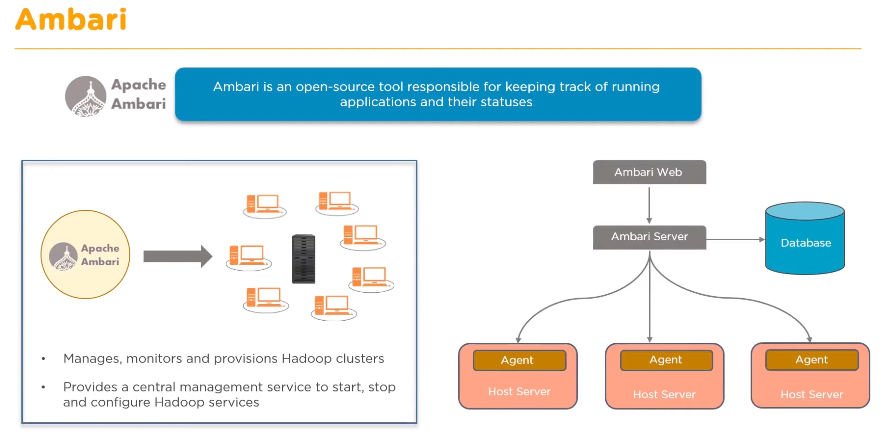 Ambari
Apache
Ambari
Ambari is an open-source tool responsible for keeping track of running
applications and their statuses
Apache
Ambari
• Manages, monitors and provisions Hadoop clusters
• Provides a central management service to start, stop
and configure Hadoop services
Ambari Web
Ambari Server
Database
Agent
Host Server
Agent
Host Server
Agent
Host Server